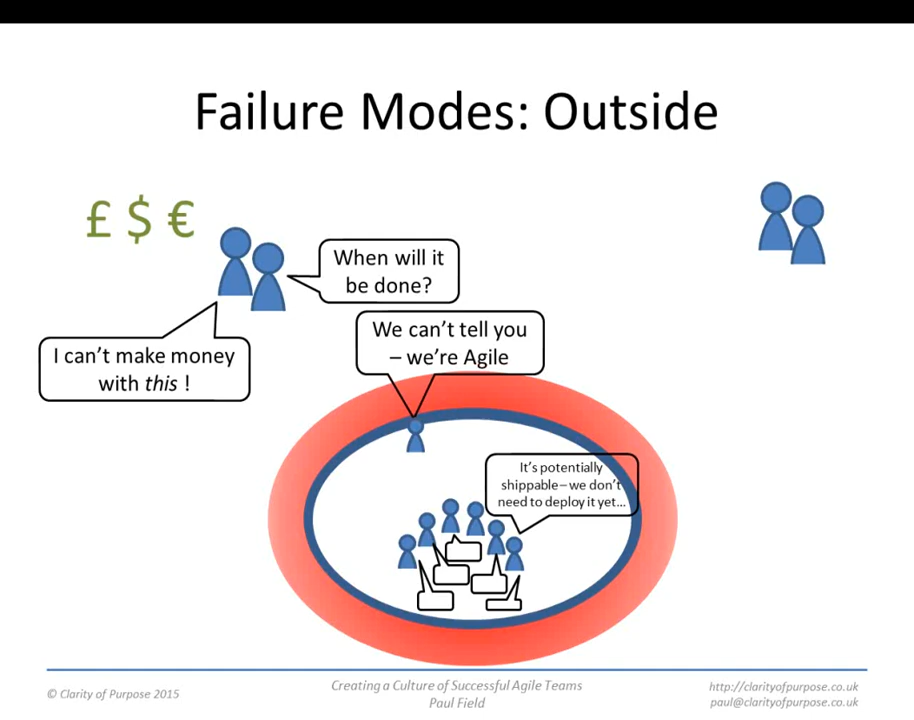 Failure Modes: Outside
£ $ €
When will it
be done?
I can't make money
with this !
We can't tell you
– we're Agile
It's potentially
shippable – we don't
need to deploy it yet...
© Clarity of Purpose 2015
Creating a Culture of Successful Agile Teams
Paul Field
http://clarityofpurpose.co.uk
paul@clarityofpurpose.co.uk